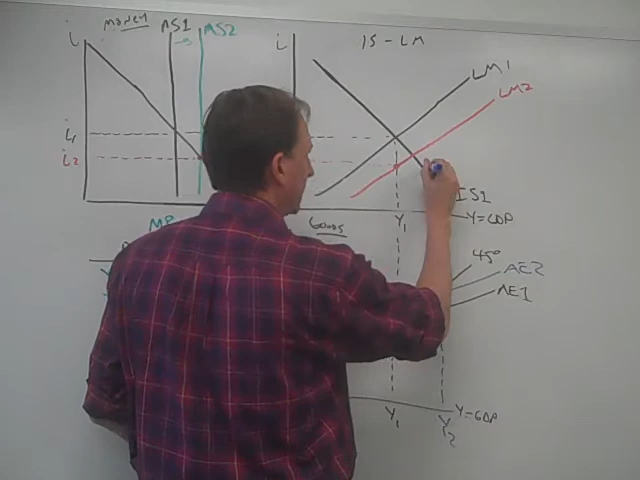 i Money MS1 MS2
i IS-LM
LM1
LM2
i1
i2
IS1
Y1 Y=GDP
Goods
45°
AE2
AE1
Y1 Y2 Y=GDP